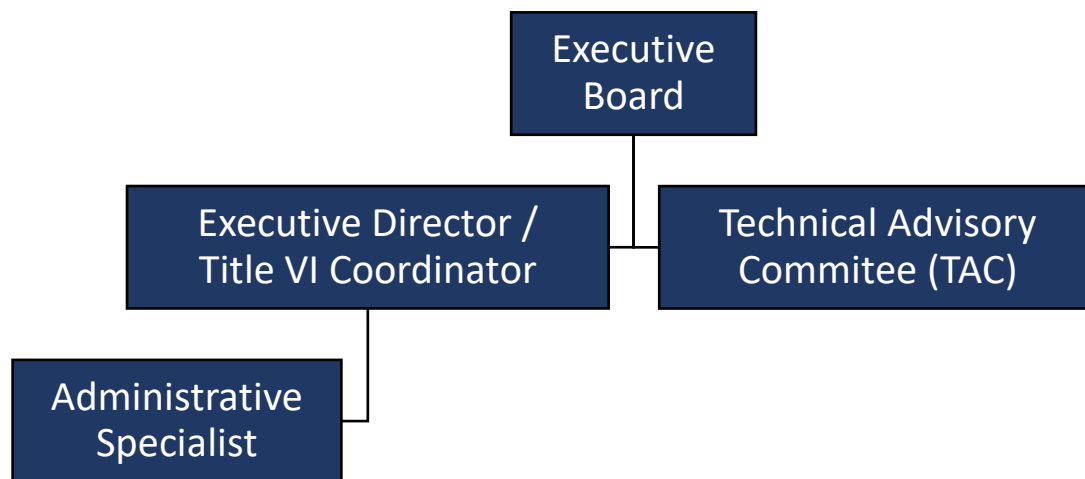 Executive
Board
Executive Director /
Title VI Coordinator
Technical Advisory
Commitee (TAC)
Administrative
Specialist